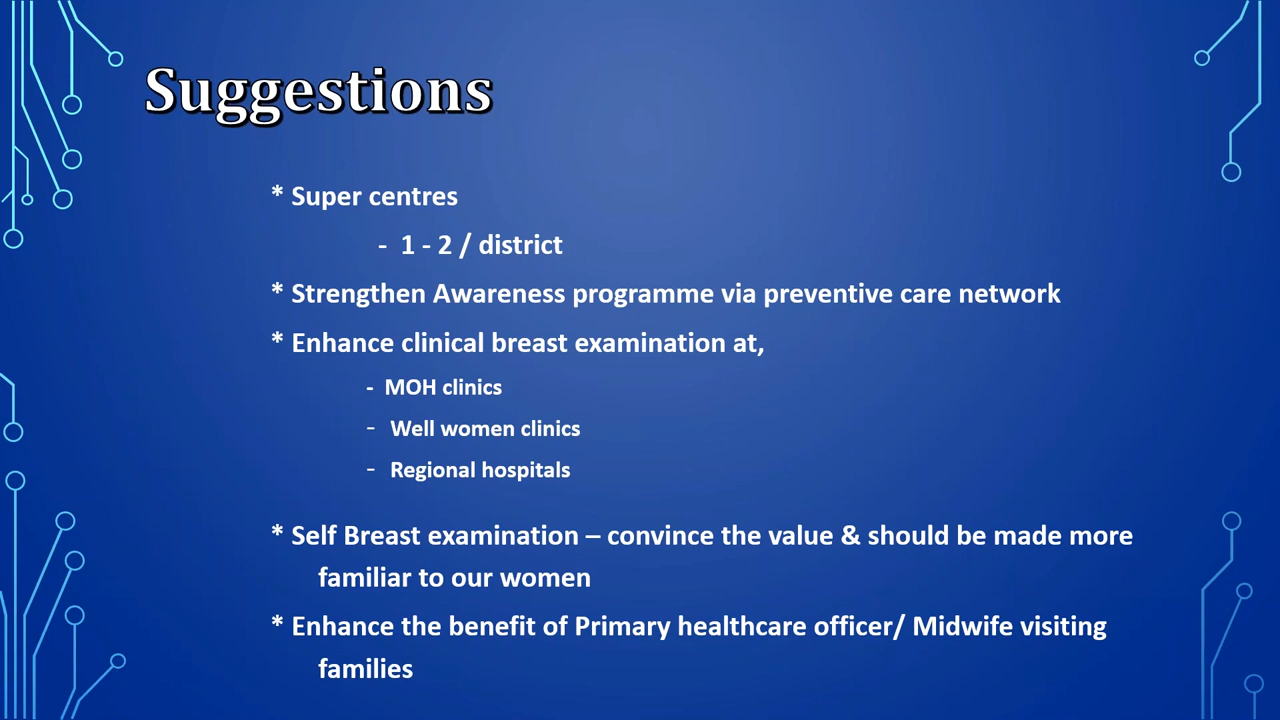 Suggestions
* Super centres
- 1 - 2 / district
* Strengthen Awareness programme via preventive care network
* Enhance clinical breast examination at,
- MOH clinics
- Well women clinics
- Regional hospitals
* Self Breast examination – convince the value & should be made more
familiar to our women
* Enhance the benefit of Primary healthcare officer/ Midwife visiting
families